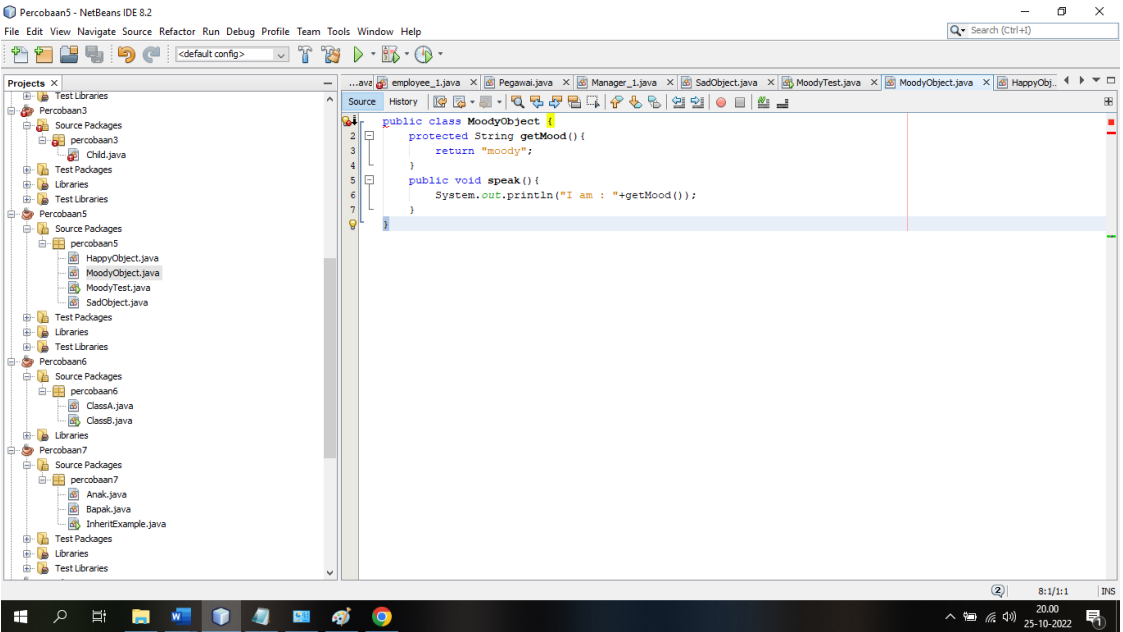 Percobaan5 - NetBeans IDE 8.2
File Edit View Navigate Source Refactor Run Debug Profile Team Tools Window Help
Search (Ctrl+I)
<default config>
Projects
...ava employee_1.java Pegawai.java Manager_1.java SadObject.java MoodyTest.java MoodyObject.java HappyObj..
Source History
Test Libraries
Percobaan3
Source Packages
percobaan3
Child.java
Test Packages
Libraries
Test Libraries
Percobaan5
Source Packages
percobaan5
HappyObject.java
MoodyObject.java
MoodyTest.java
SadObject.java
Test Packages
Libraries
Test Libraries
Percobaan6
Source Packages
percobaan6
ClassA.java
ClassB.java
Libraries
Percobaan7
Source Packages
percobaan7
Anak.java
Bapak.java
InheritExample.java
Test Packages
Libraries
Test Libraries
public class MoodyObject {
2 protected String getMood(){
3 return "moody";
4 }
5 public void speak(){
6 System.out.println("I am : "+getMood());
7 }
}
2 8:1/1:1 INS
20.00
25-10-2022
1